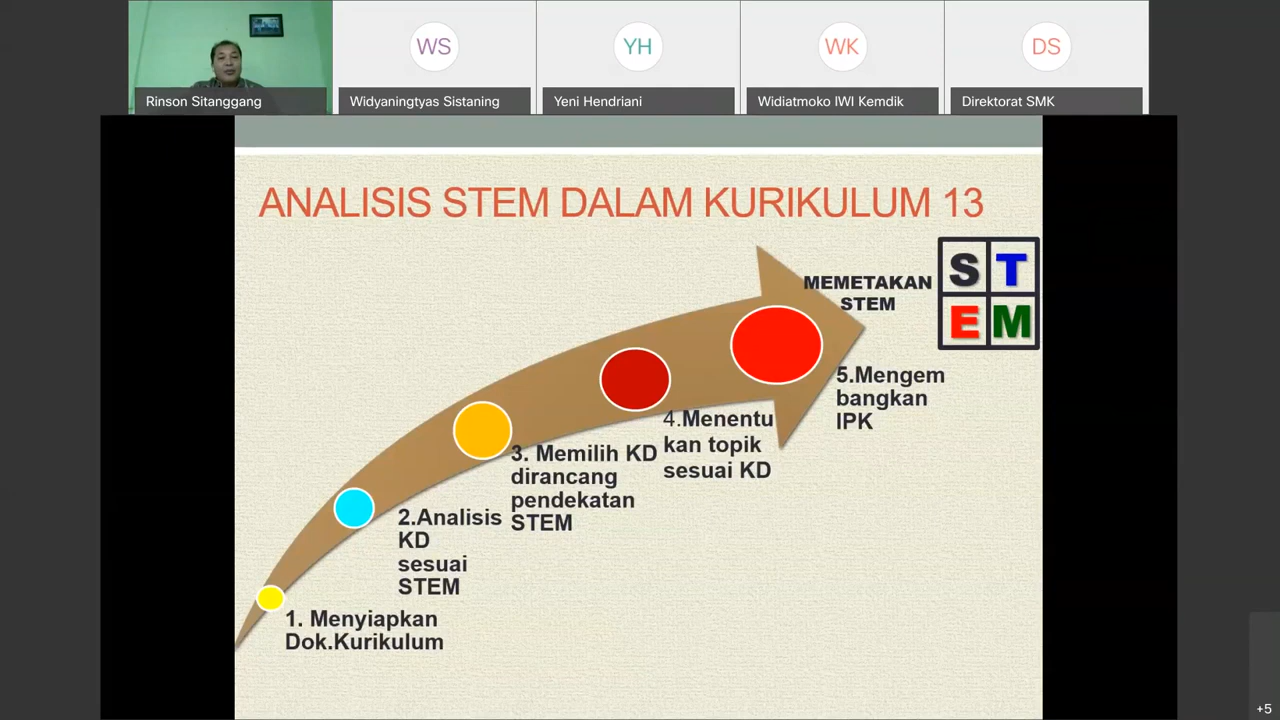 WS
YH
WK
DS
Rinson Sitanggang
Widyaningtyas Sistaning
Yeni Hendriani
Widiatmoko IWI Kemdik
Direktorat SMK
ANALISIS STEM DALAM KURIKULUM 13
MEMETAKAN
STEM
S T
E M
5.Mengem
bangkan
IPK
4.Menentu
kan topik
sesuai KD
3. Memilih KD
dirancang
pendekatan
STEM
2.Analisis
KD
sesuai
STEM
1. Menyiapkan
Dok.Kurikulum
+5